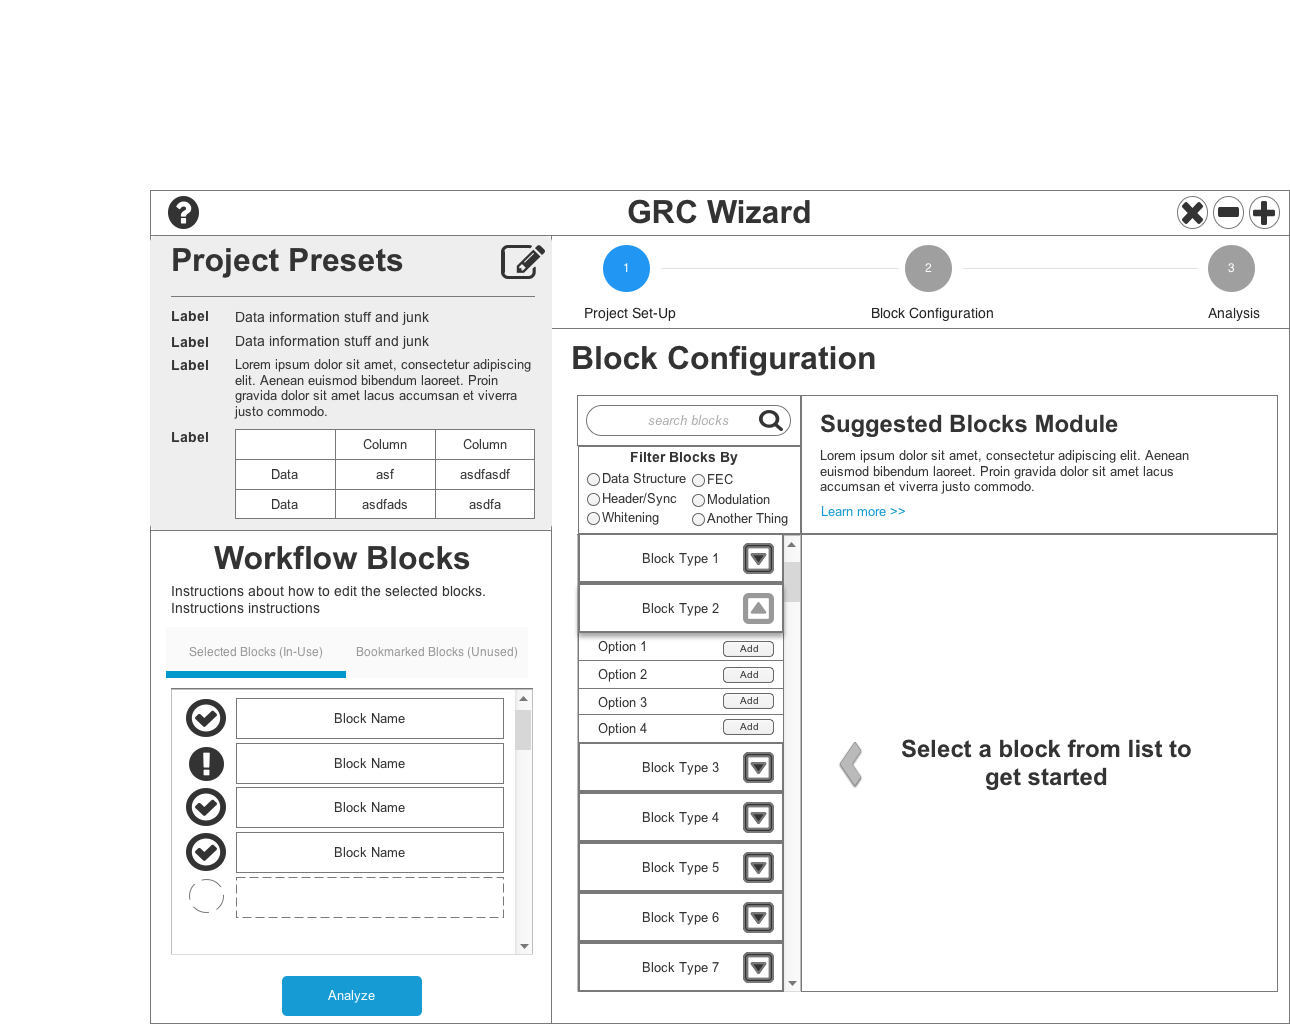 GRC Wizard
Project Presets
Label Data information stuff and junk
Label Data information stuff and junk
Label Lorem ipsum dolor sit amet, consectetur adipiscing
elit. Aenean euismod bibendum laoreet. Proin
gravida dolor sit amet lacus accumsan et viverra
justo commodo.
Label
Column Column
Data asf asdfasdf
Data asdfads asdfa
Workflow Blocks
Instructions about how to edit the selected blocks.
Instructions instructions
Selected Blocks (In-Use) Bookmarked Blocks (Unused)
Block Name
Block Name
Block Name
Block Name
Analyze
1 2 3
Project Set-Up Block Configuration Analysis
Block Configuration
search blocks
Filter Blocks By
Data Structure FEC
Header/Sync Modulation
Whitening Another Thing
Block Type 1
Block Type 2
Option 1 Add
Option 2 Add
Option 3 Add
Option 4 Add
Block Type 3
Block Type 4
Block Type 5
Block Type 6
Block Type 7
Suggested Blocks Module
Lorem ipsum dolor sit amet, consectetur adipiscing elit. Aenean
euismod bibendum laoreet. Proin gravida dolor sit amet lacus
accumsan et viverra justo commodo.
Learn more >>
Select a block from list to
get started